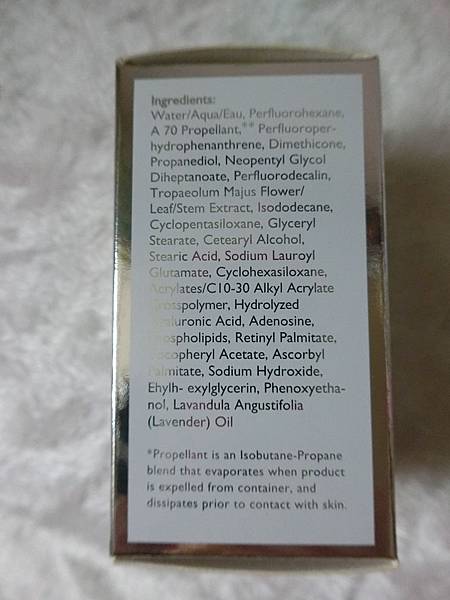 Ingredients:
Water/Aqua/Eau, Perfluorohexane,
A 70 Propellant,** Perfluoroper-
hydrophenanthrene, Dimethicone,
Propanediol, Neopentyl Glycol
Diheptanoate, Perfluorodecalin,
Tropaeolum Majus Flower/
Leaf/Stem Extract, Isododecane,
Cyclopentasiloxane, Glyceryl
Stearate, Cetearyl Alcohol,
Stearic Acid, Sodium Lauroyl
Glutamate, Cyclohexasiloxane,
Acrylates/C10-30 Alkyl Acrylate
Crosspolymer, Hydrolyzed
Hyaluronic Acid, Adenosine,
Phospholipids, Retinyl Palmitate,
Tocopheryl Acetate, Ascorbyl
Palmitate, Sodium Hydroxide,
Ehylh- exylglycerin, Phenoxyetha-
nol, Lavandula Angustifolia
(Lavender) Oil
*Propellant is an Isobutane-Propane
blend that evaporates when product
is expelled from container, and
dissipates prior to contact with skin.